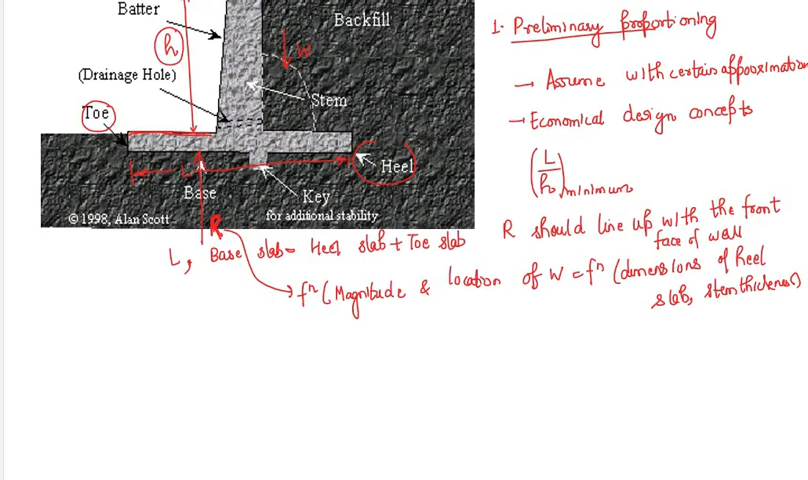 Batter
Backfill
h
W
(Drainage Hole)
Stem
Toe
L
Heel
Base
Key
for additional stability
© 1998, Alan Scott
R
L, Base slab = Heel slab + Toe slab
1. Preliminary proportioning
→ Assume with certain approximation
→ Economical design concepts
(L/h)minimum
R should line up with the front
face of wall
→ fⁿ (Magnitude & location of W = fⁿ (dimensions of heel
slab, stem thickness)